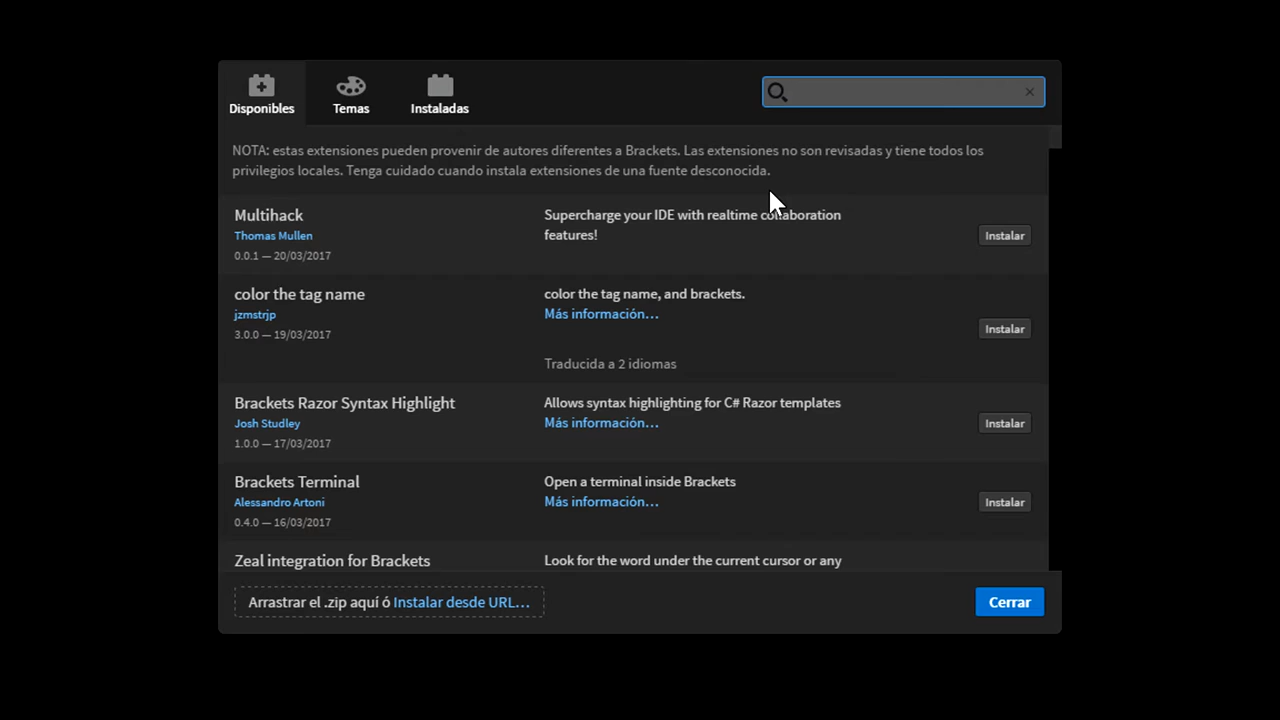 Disponibles
Temas
Instaladas
NOTA: estas extensiones pueden provenir de autores diferentes a Brackets. Las extensiones no son revisadas y tiene todos los
privilegios locales. Tenga cuidado cuando instala extensiones de una fuente desconocida.
Multihack
Thomas Mullen
0.0.1 — 20/03/2017
Supercharge your IDE with realtime collaboration
features!
Instalar
color the tag name
jzmstrjp
3.0.0 — 19/03/2017
color the tag name, and brackets.
Más información...
Traducida a 2 idiomas
Instalar
Brackets Razor Syntax Highlight
Josh Studley
1.0.0 — 17/03/2017
Allows syntax highlighting for C# Razor templates
Más información...
Instalar
Brackets Terminal
Alessandro Artoni
0.4.0 — 16/03/2017
Open a terminal inside Brackets
Más información...
Instalar
Zeal integration for Brackets
Look for the word under the current cursor or any
Arrastrar el .zip aquí ó Instalar desde URL...
Cerrar